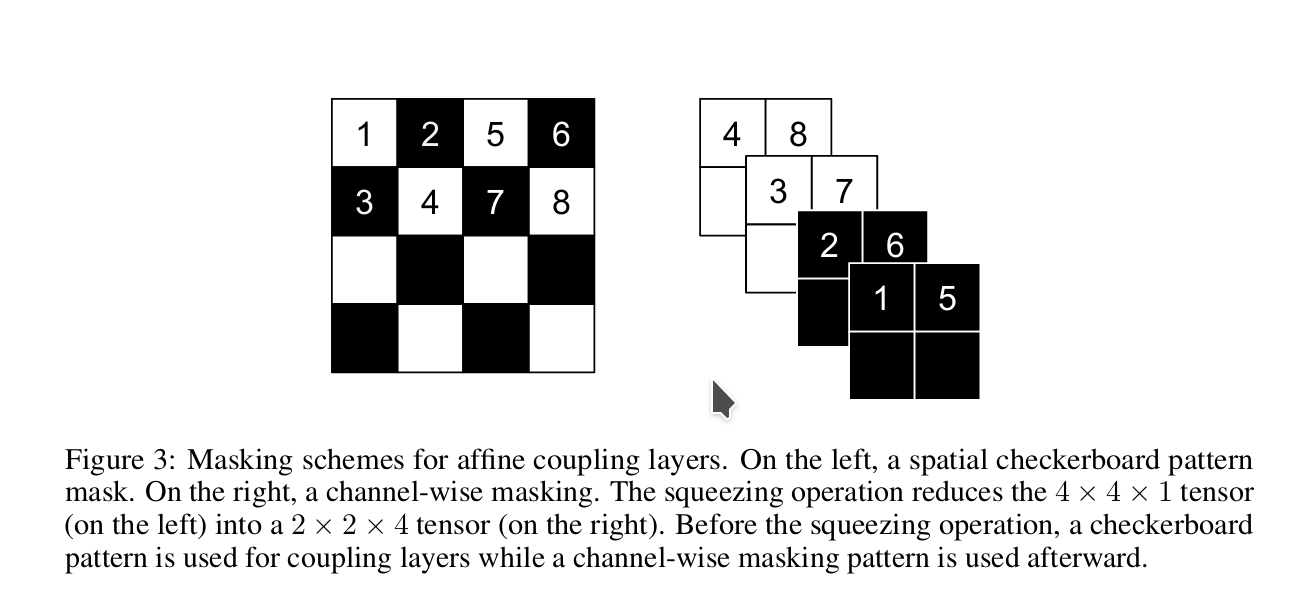 1 2 5 6
3 4 7 8
4 8
3 7
2 6
1 5
Figure 3: Masking schemes for affine coupling layers. On the left, a spatial checkerboard pattern
mask. On the right, a channel-wise masking. The squeezing operation reduces the 4 × 4 × 1 tensor
(on the left) into a 2 × 2 × 4 tensor (on the right). Before the squeezing operation, a checkerboard
pattern is used for coupling layers while a channel-wise masking pattern is used afterward.